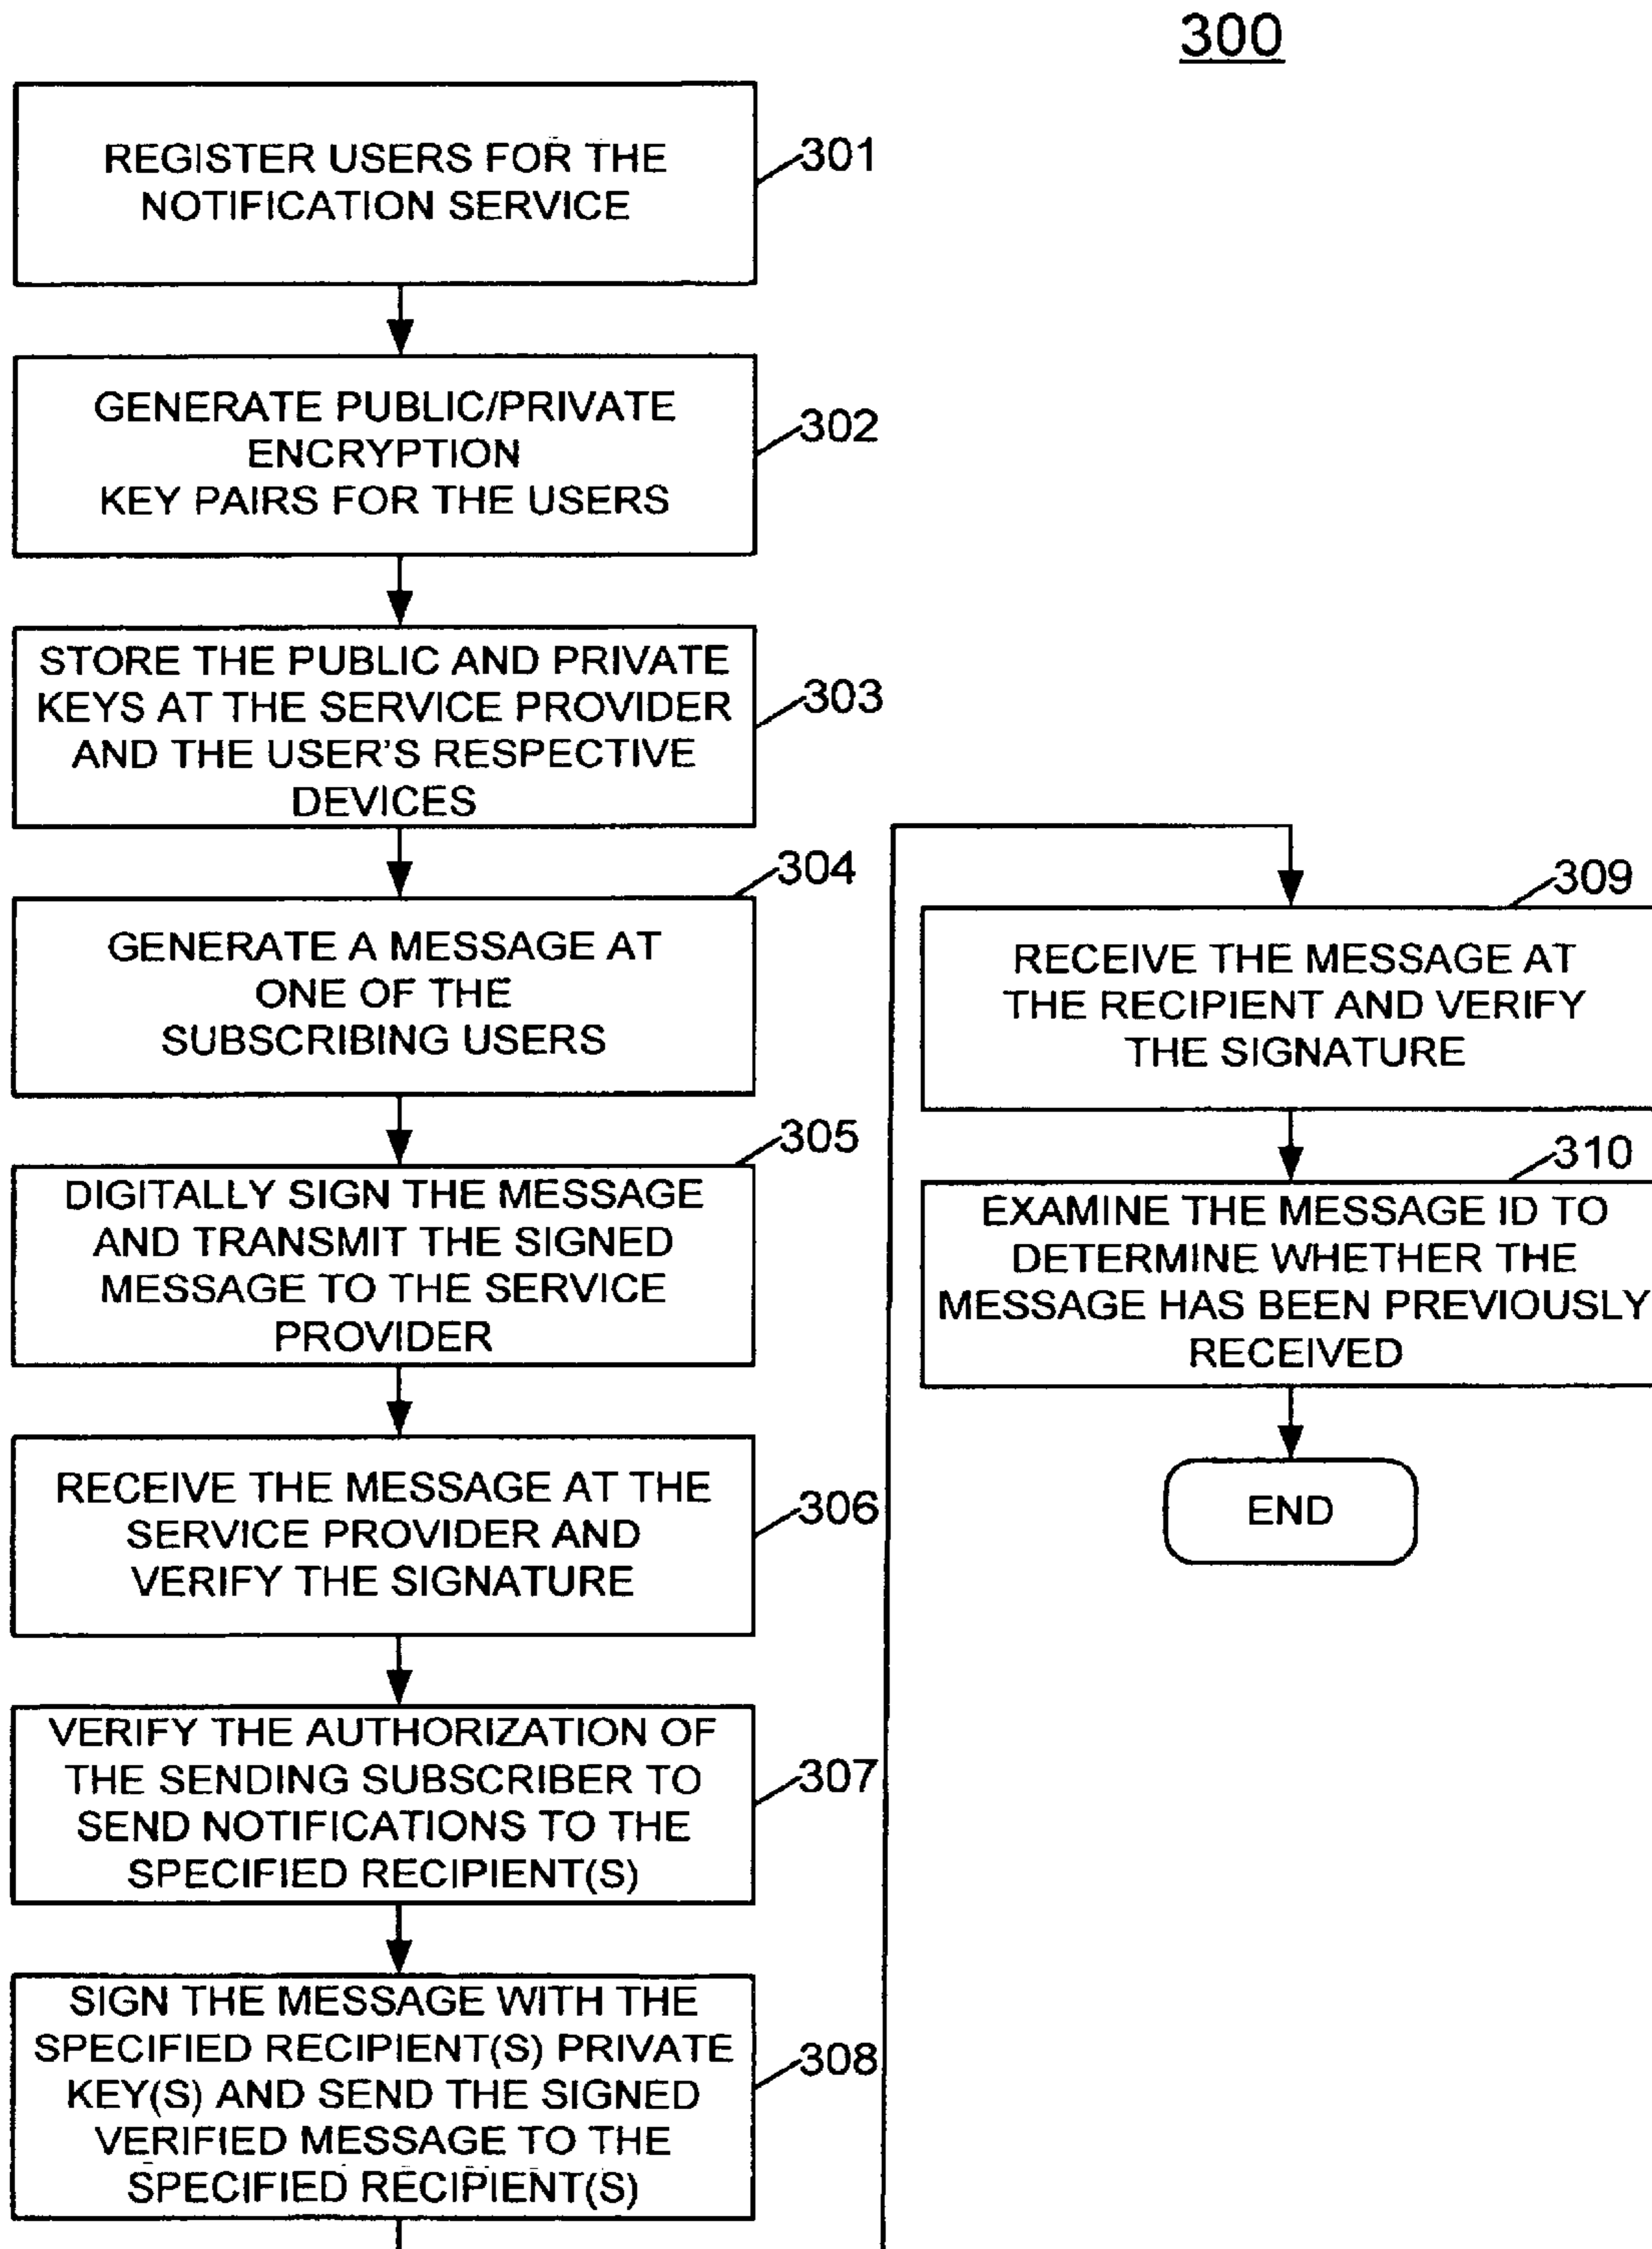 300
REGISTER USERS FOR THE
NOTIFICATION SERVICE
301
GENERATE PUBLIC/PRIVATE
ENCRYPTION
KEY PAIRS FOR THE USERS
302
STORE THE PUBLIC AND PRIVATE
KEYS AT THE SERVICE PROVIDER
AND THE USER'S RESPECTIVE
DEVICES
303
304
GENERATE A MESSAGE AT
ONE OF THE
SUBSCRIBING USERS
305
DIGITALLY SIGN THE MESSAGE
AND TRANSMIT THE SIGNED
MESSAGE TO THE SERVICE
PROVIDER
RECEIVE THE MESSAGE AT THE
SERVICE PROVIDER AND
VERIFY THE SIGNATURE
306
VERIFY THE AUTHORIZATION OF
THE SENDING SUBSCRIBER TO
SEND NOTIFICATIONS TO THE
SPECIFIED RECIPIENT(S)
307
SIGN THE MESSAGE WITH THE
SPECIFIED RECIPIENT(S) PRIVATE
KEY(S) AND SEND THE SIGNED
VERIFIED MESSAGE TO THE
SPECIFIED RECIPIENT(S)
308
309
RECEIVE THE MESSAGE AT
THE RECIPIENT AND VERIFY
THE SIGNATURE
310
EXAMINE THE MESSAGE ID TO
DETERMINE WHETHER THE
MESSAGE HAS BEEN PREVIOUSLY
RECEIVED
END